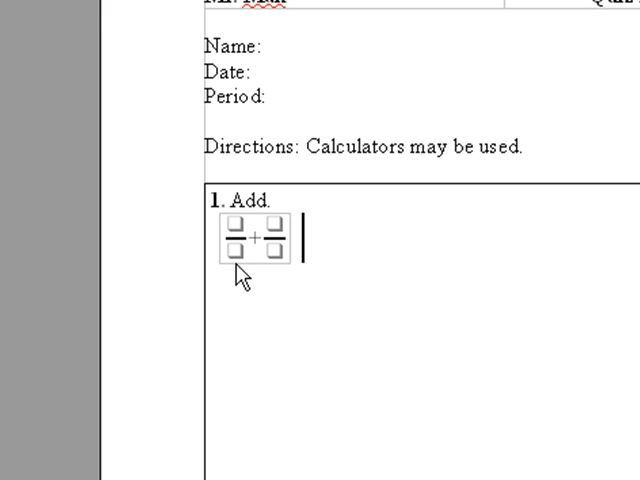 Name:
Date:
Period:
Directions: Calculators may be used.
1. Add.
+